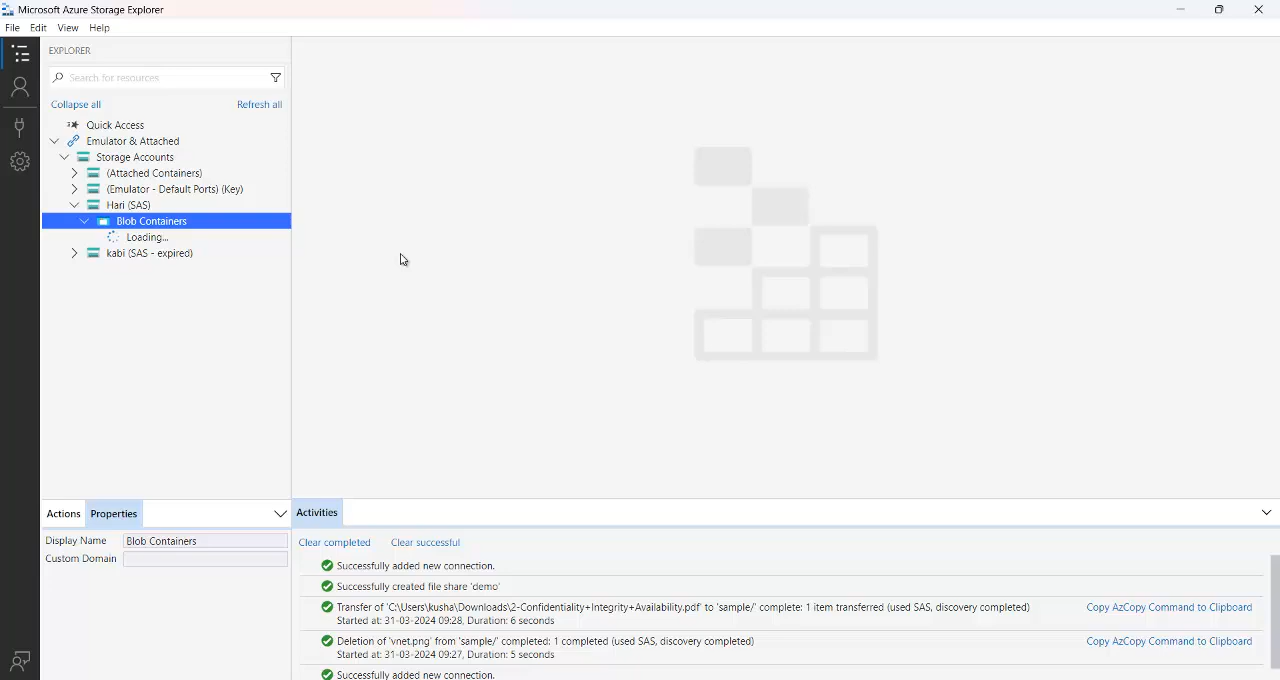 Microsoft Azure Storage Explorer
File Edit View Help
EXPLORER
Search for resources
Collapse all Refresh all
Quick Access
Emulator & Attached
Storage Accounts
(Attached Containers)
(Emulator - Default Ports) (Key)
Hari (SAS)
Blob Containers
Loading...
kabi (SAS - expired)
Actions Properties
Display Name Blob Containers
Custom Domain
Activities
Clear completed Clear successful
Successfully added new connection.
Successfully created file share 'demo'
Transfer of 'C:\Users\kusha\Downloads\2-Confidentiality+Integrity+Availability.pdf' to 'sample/' complete: 1 item transferred (used SAS, discovery completed) Copy AzCopy Command to Clipboard
Started at: 31-03-2024 09:28, Duration: 6 seconds
Deletion of 'vnet.png' from 'sample/' completed: 1 completed (used SAS, discovery completed) Copy AzCopy Command to Clipboard
Started at: 31-03-2024 09:27, Duration: 5 seconds
Successfully added new connection.